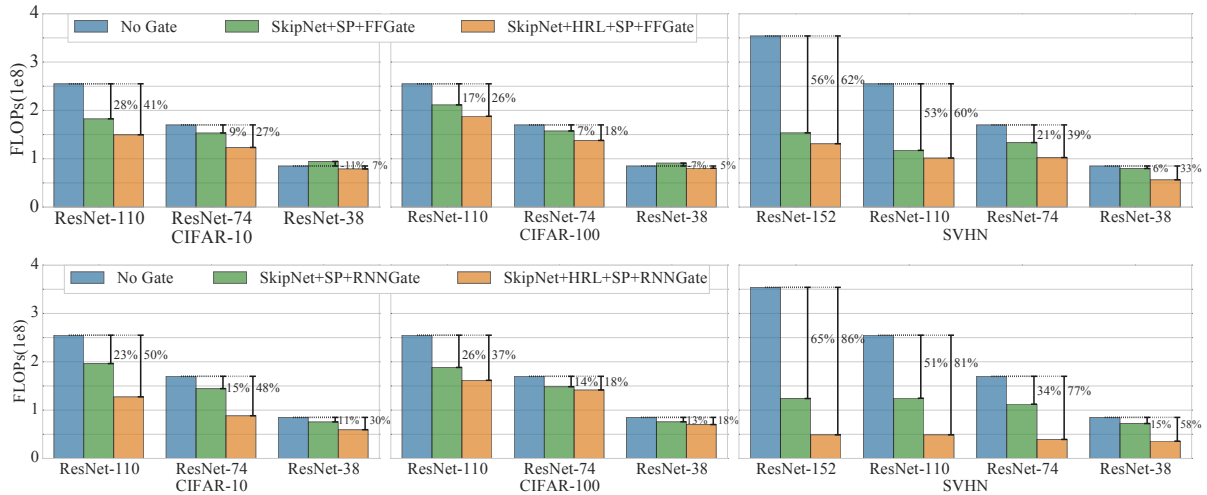 4
3
2
1
0
FLOPs(1e8)
No Gate
SkipNet+SP+FFGate
SkipNet+HRL+SP+FFGate
28% 41%
9% 27%
-11% 7%
17% 26%
7% 18%
-7% 5%
56% 62%
53% 60%
21% 39%
6% 33%
ResNet-110 ResNet-74 ResNet-38
CIFAR-10
ResNet-110 ResNet-74 ResNet-38
CIFAR-100
ResNet-152 ResNet-110 ResNet-74 ResNet-38
SVHN
4
3
2
1
0
FLOPs(1e8)
No Gate
SkipNet+SP+RNNGate
SkipNet+HRL+SP+RNNGate
23% 50%
15% 48%
11% 30%
26% 37%
14% 18%
13% 18%
65% 86%
51% 81%
34% 77%
15% 58%
ResNet-110 ResNet-74 ResNet-38
CIFAR-10
ResNet-110 ResNet-74 ResNet-38
CIFAR-100
ResNet-152 ResNet-110 ResNet-74 ResNet-38
SVHN